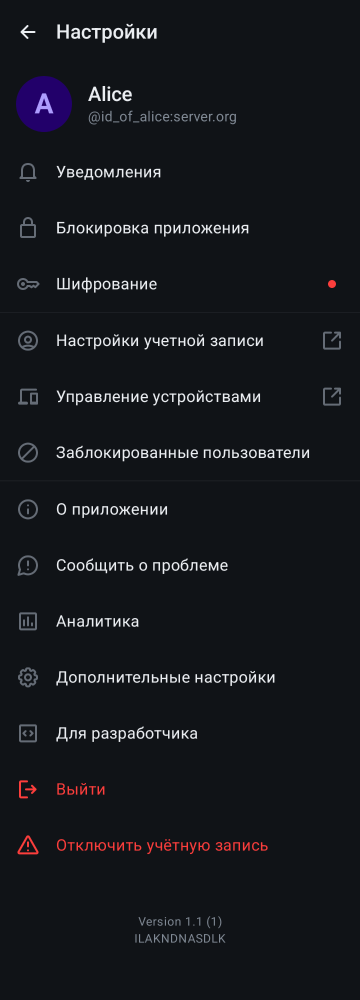 Настройки
A
Alice
@id_of_alice:server.org
Уведомления
Блокировка приложения
Шифрование
Настройки учетной записи
Управление устройствами
Заблокированные пользователи
О приложении
Сообщить о проблеме
Аналитика
Дополнительные настройки
Для разработчика
Выйти
Отключить учётную запись
Version 1.1 (1)
ILAKNDNASDLK